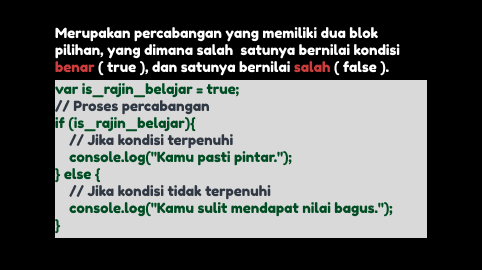 Merupakan percabangan yang memiliki dua blok
pilihan, yang dimana salah satunya bernilai kondisi
benar ( true ), dan satunya bernilai salah ( false ).
var is_rajin_belajar = true;
// Proses percabangan
if (is_rajin_belajar){
// Jika kondisi terpenuhi
console.log("Kamu pasti pintar.");
} else {
// Jika kondisi tidak terpenuhi
console.log("Kamu sulit mendapat nilai bagus.");
}